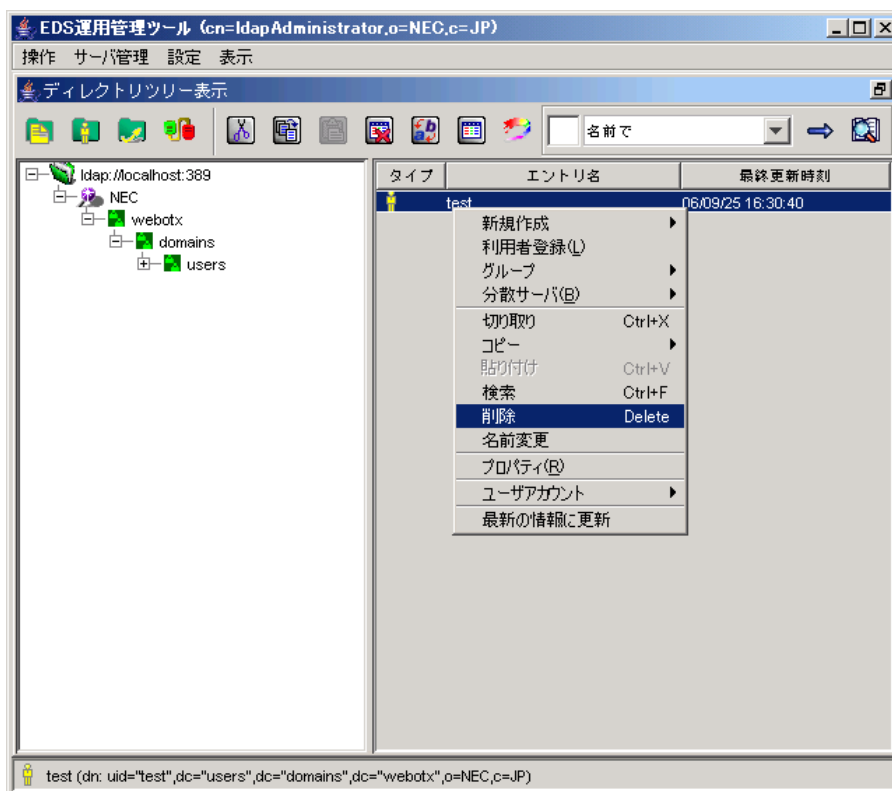 EDS運用管理ツール (cn=ldapAdministrator,o=NEC,c=JP)
操作 サーバ管理 設定 表示
ディレクトリツリー表示
名前で
ldap://localhost:389
NEC
webotx
domains
users
タイプ エントリ名 最終更新時刻
test 06/09/25 16:30:40
新規作成
利用者登録(L)
グループ
分散サーバ(B)
切り取り Ctrl+X
コピー
貼り付け Ctrl+V
検索 Ctrl+F
削除 Delete
名前変更
プロパティ(R)
ユーザアカウント
最新の情報に更新
test (dn: uid="test",dc="users",dc="domains",dc="webotx",o=NEC,c=JP)